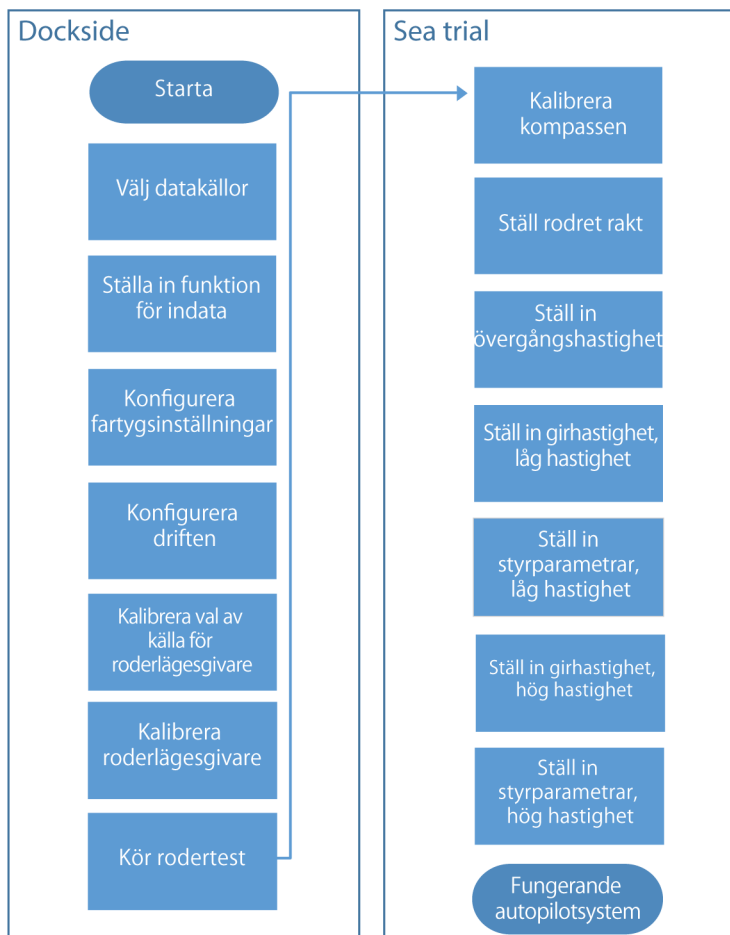 Dockside
Starta
Välj datakällor
Ställa in funktion
för indata
Konfigurera
fartygsinställningar
Konfigurera
driften
Kalibrera val av
källa för
roderlägesgivare
Kalibrera
roderlägesgivare
Kör rodertest
Sea trial
Kalibrera
kompassen
Ställ rodret rakt
Ställ in
övergångshastighet
Ställ in girhastighet,
låg hastighet
Ställ in
styrparametrar,
låg hastighet
Ställ in girhastighet,
hög hastighet
Ställ in
styrparametrar,
hög hastighet
Fungerande
autopilotsystem